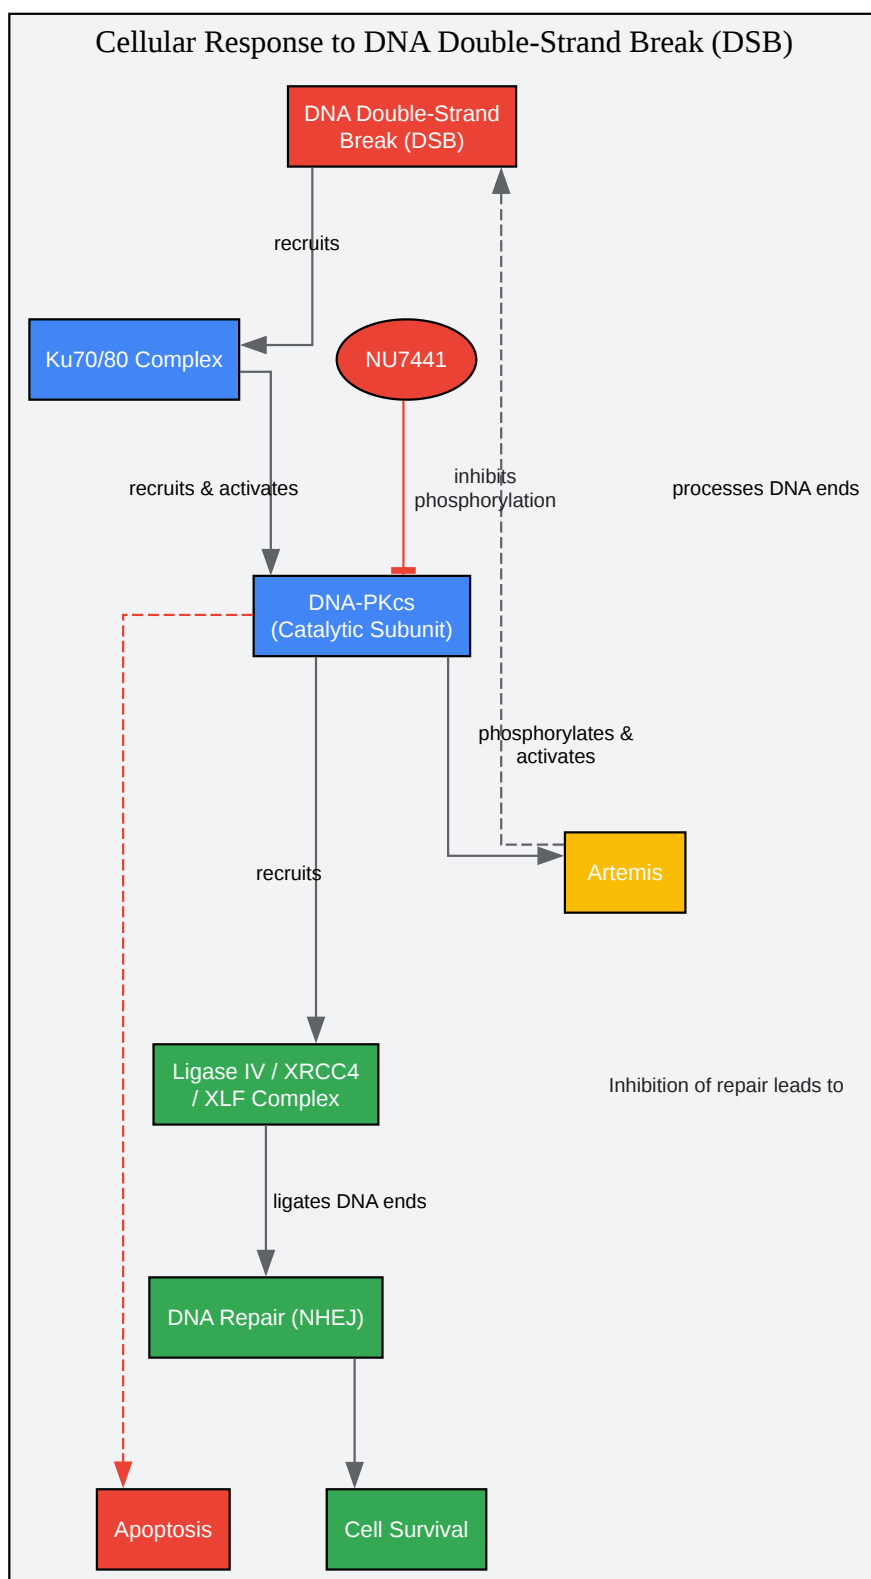 Cellular Response to DNA Double-Strand Break (DSB)
DNA Double-Strand
Break (DSB)
recruits
Ku70/80 Complex
NU7441
recruits & activates
inhibits
phosphorylation
processes DNA ends
DNA-PKcs
(Catalytic Subunit)
phosphorylates &
activates
recruits
Artemis
Ligase IV / XRCC4
/ XLF Complex
Inhibition of repair leads to
ligates DNA ends
DNA Repair (NHEJ)
Apoptosis
Cell Survival